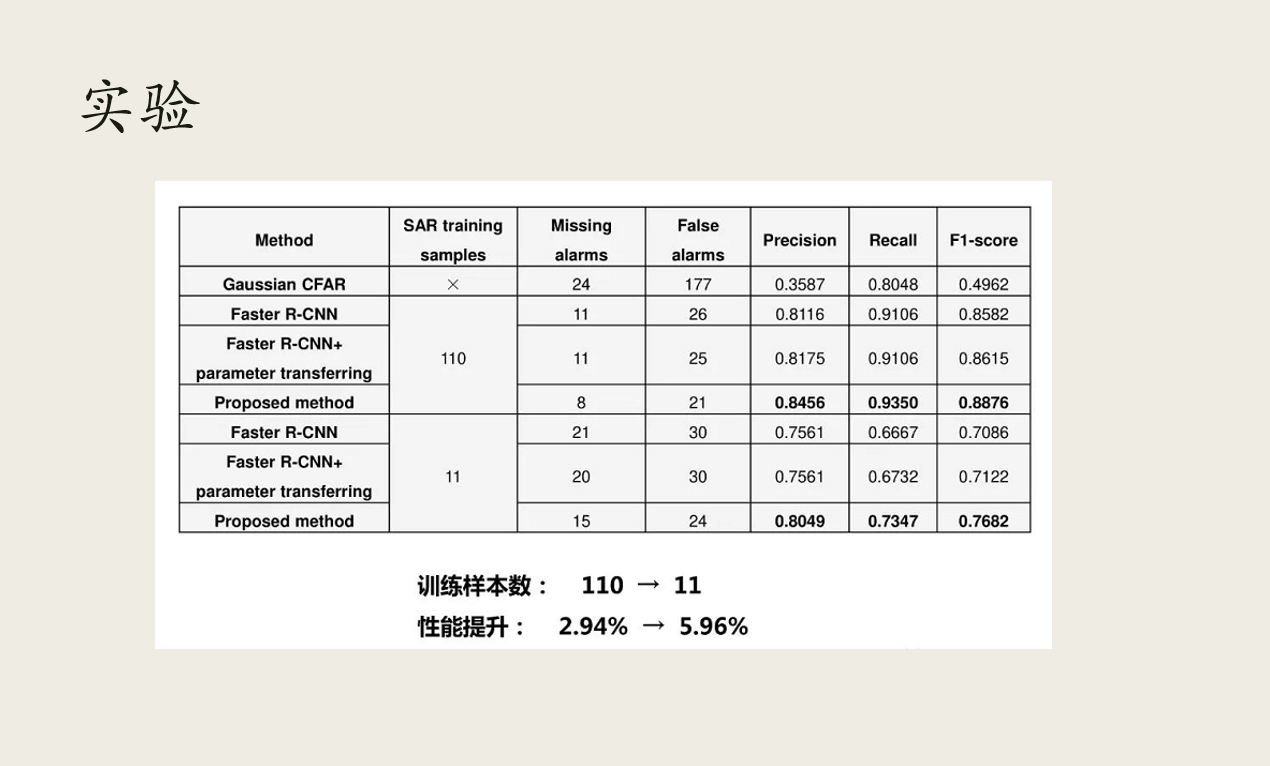 实验
Method SAR training samples Missing alarms False alarms Precision Recall F1-score
Gaussian CFAR × 24 177 0.3587 0.8048 0.4962
Faster R-CNN 110 11 26 0.8116 0.9106 0.8582
Faster R-CNN+ parameter transferring 11 25 0.8175 0.9106 0.8615
Proposed method 8 21 0.8456 0.9350 0.8876
Faster R-CNN 11 21 30 0.7561 0.6667 0.7086
Faster R-CNN+ parameter transferring 20 30 0.7561 0.6732 0.7122
Proposed method 15 24 0.8049 0.7347 0.7682
训练样本数： 110 → 11
性能提升： 2.94% → 5.96%